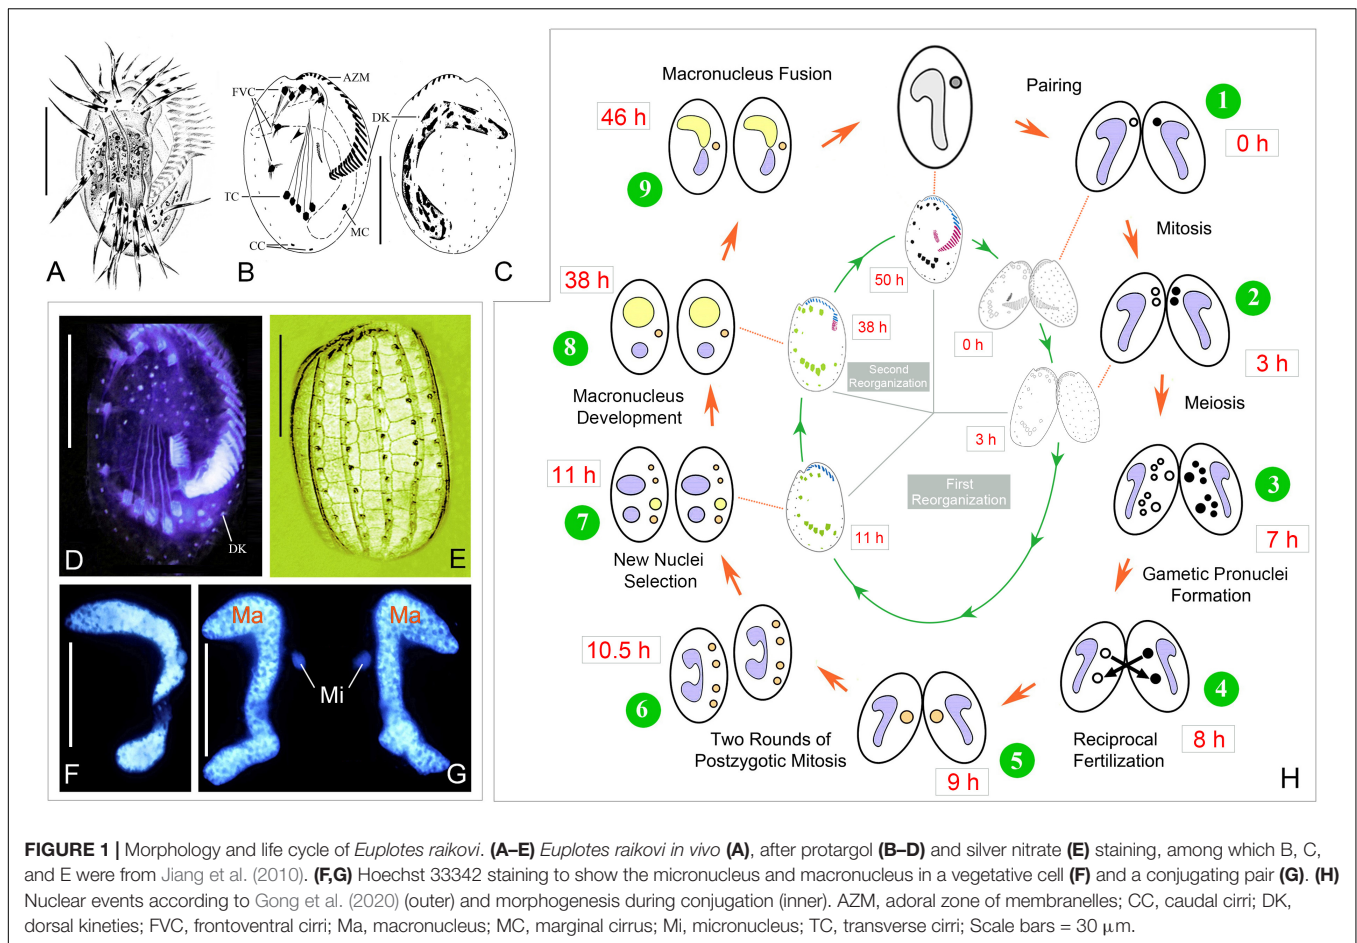 AZM
FVC
DK
TC
CC
MC
A
B
C
D
DK
E
F
Ma
Ma
Mi
G
Macronucleus Fusion
46 h
9
Pairing
1
0 h
Mitosis
2
3 h
Meiosis
3
7 h
Gametic Pronuclei
Formation
4
8 h
Reciprocal
Fertilization
5
9 h
Two Rounds of
Postzygotic Mitosis
6
10.5 h
New Nuclei
Selection
7
11 h
Macronucleus
Development
8
38 h
50 h
0 h
3 h
11 h
38 h
Second
Reorganization
First
Reorganization
H
FIGURE 1 | Morphology and life cycle of Euplotes raikovi. (A–E) Euplotes raikovi in vivo (A), after protargol (B–D) and silver nitrate (E) staining, among which B, C,
and E were from Jiang et al. (2010). (F,G) Hoechst 33342 staining to show the micronucleus and macronucleus in a vegetative cell (F) and a conjugating pair (G). (H)
Nuclear events according to Gong et al. (2020) (outer) and morphogenesis during conjugation (inner). AZM, adoral zone of membranelles; CC, caudal cirri; DK,
dorsal kineties; FVC, frontoventral cirri; Ma, macronucleus; MC, marginal cirrus; Mi, micronucleus; TC, transverse cirri; Scale bars = 30 μm.